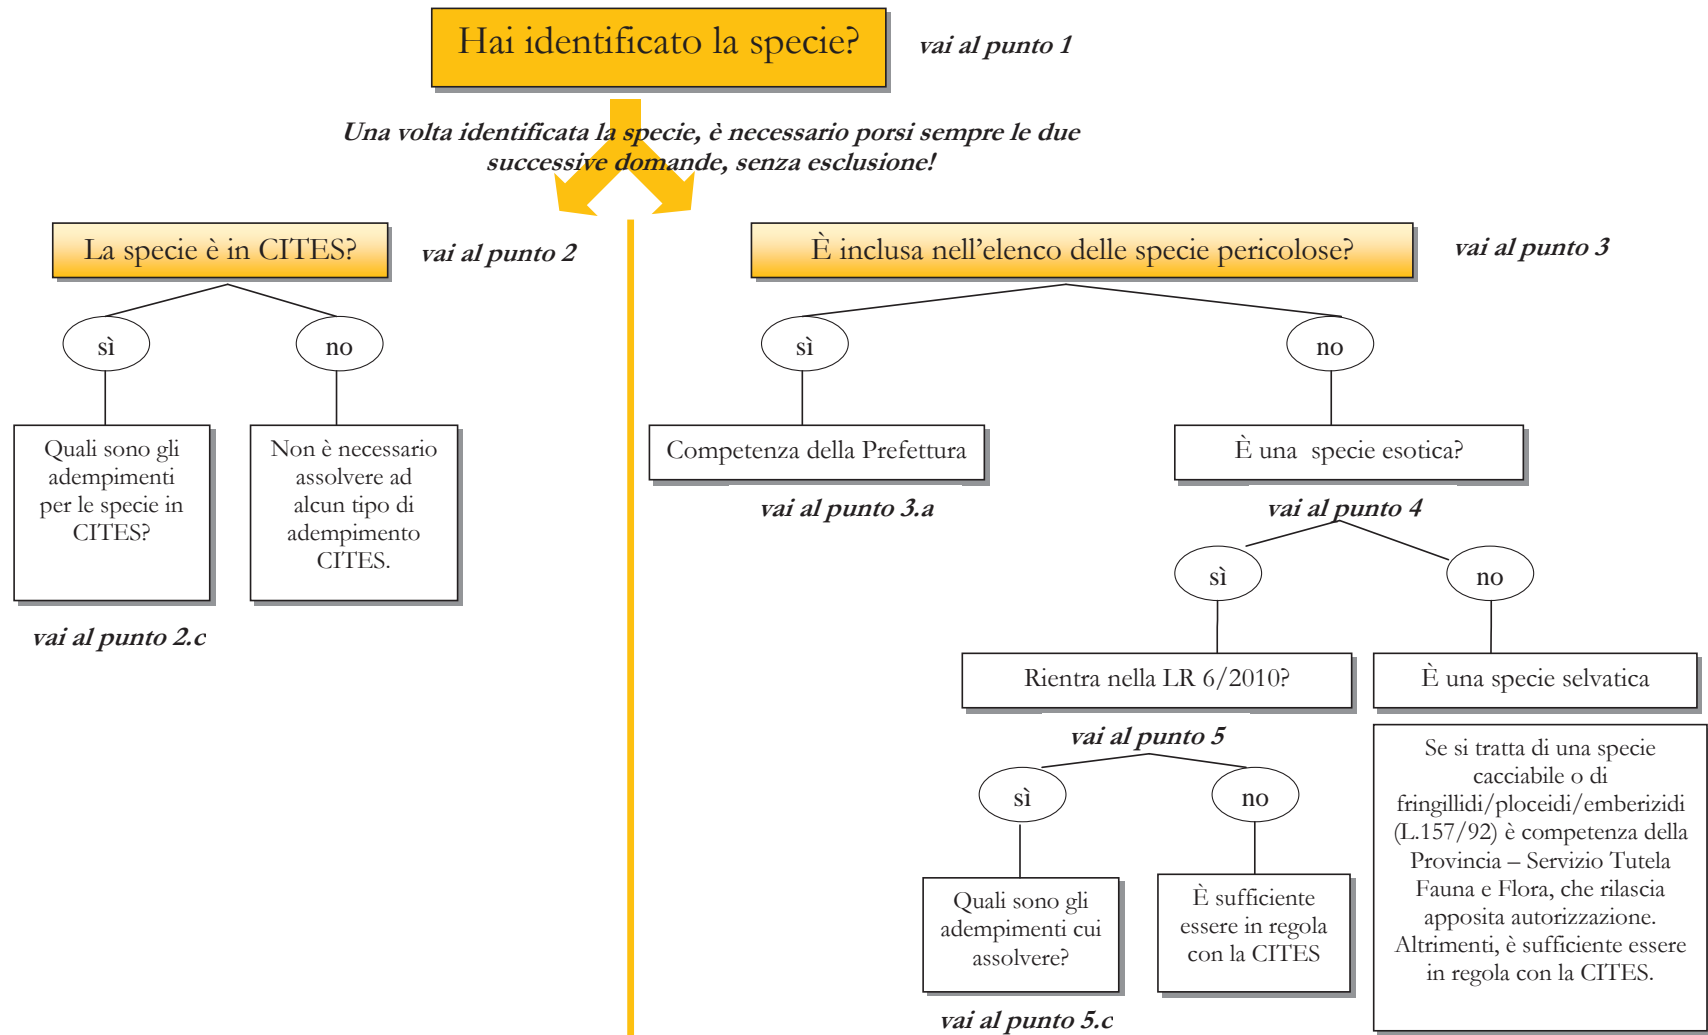 Hai identificato la specie?
vai al punto 1
Una volta identificata la specie, è necessario porsi sempre le due
successive domande, senza esclusione!
La specie è in CITES?
vai al punto 2
sì
no
Quali sono gli
adempimenti
per le specie in
CITES?
vai al punto 2.c
Non è necessario
assolvere ad
alcun tipo di
adempimento
CITES.
È inclusa nell'elenco delle specie pericolose?
vai al punto 3
sì
no
Competenza della Prefettura
vai al punto 3.a
È una specie esotica?
vai al punto 4
sì
no
Rientra nella LR 6/2010?
vai al punto 5
sì
no
Quali sono gli
adempimenti cui
assolvere?
vai al punto 5.c
È sufficiente
essere in regola
con la CITES
È una specie selvatica
Se si tratta di una specie
cacciabile o di
fringillidi/ploceidi/emberizidi
(L.157/92) è competenza della
Provincia – Servizio Tutela
Fauna e Flora, che rilascia
apposita autorizzazione.
Altrimenti, è sufficiente essere
in regola con la CITES.